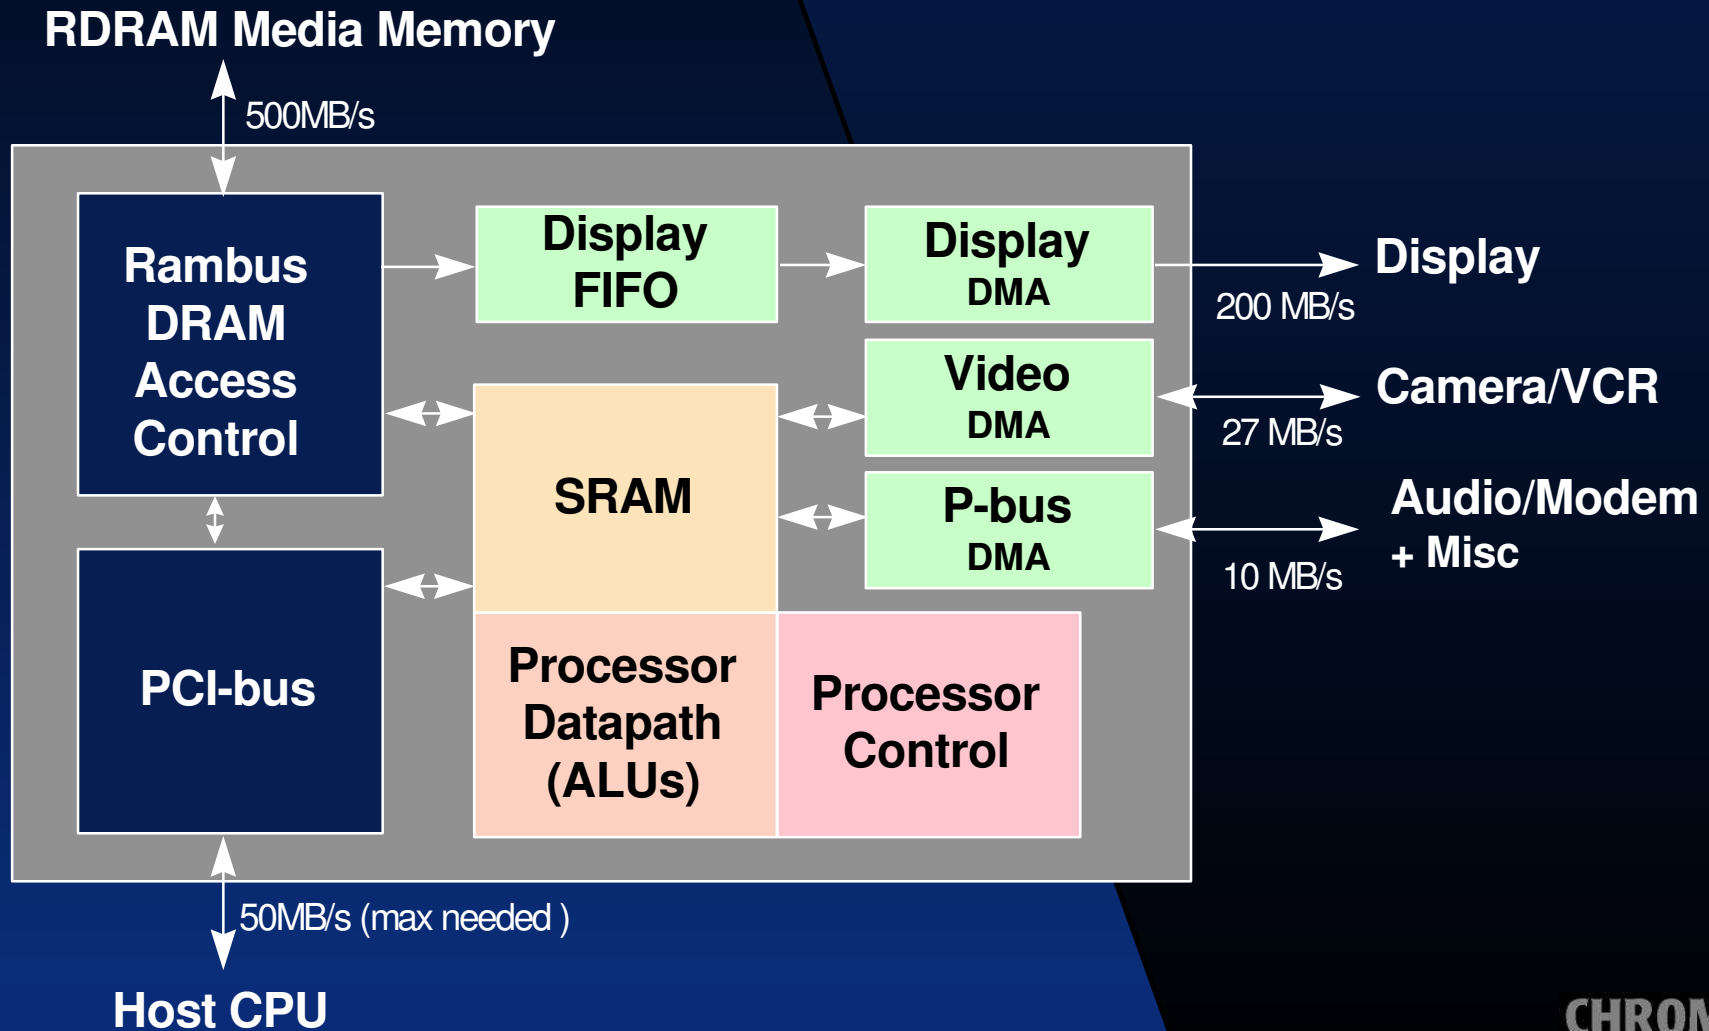 RDRAM Media Memory
500MB/s
Rambus
DRAM
Access
Control
Display
FIFO
Display
DMA
Display
200 MB/s
Video
DMA
Camera/VCR
27 MB/s
SRAM
P-bus
DMA
Audio/Modem
+ Misc
10 MB/s
PCI-bus
Processor
Datapath
(ALUs)
Processor
Control
50MB/s (max needed )
Host CPU